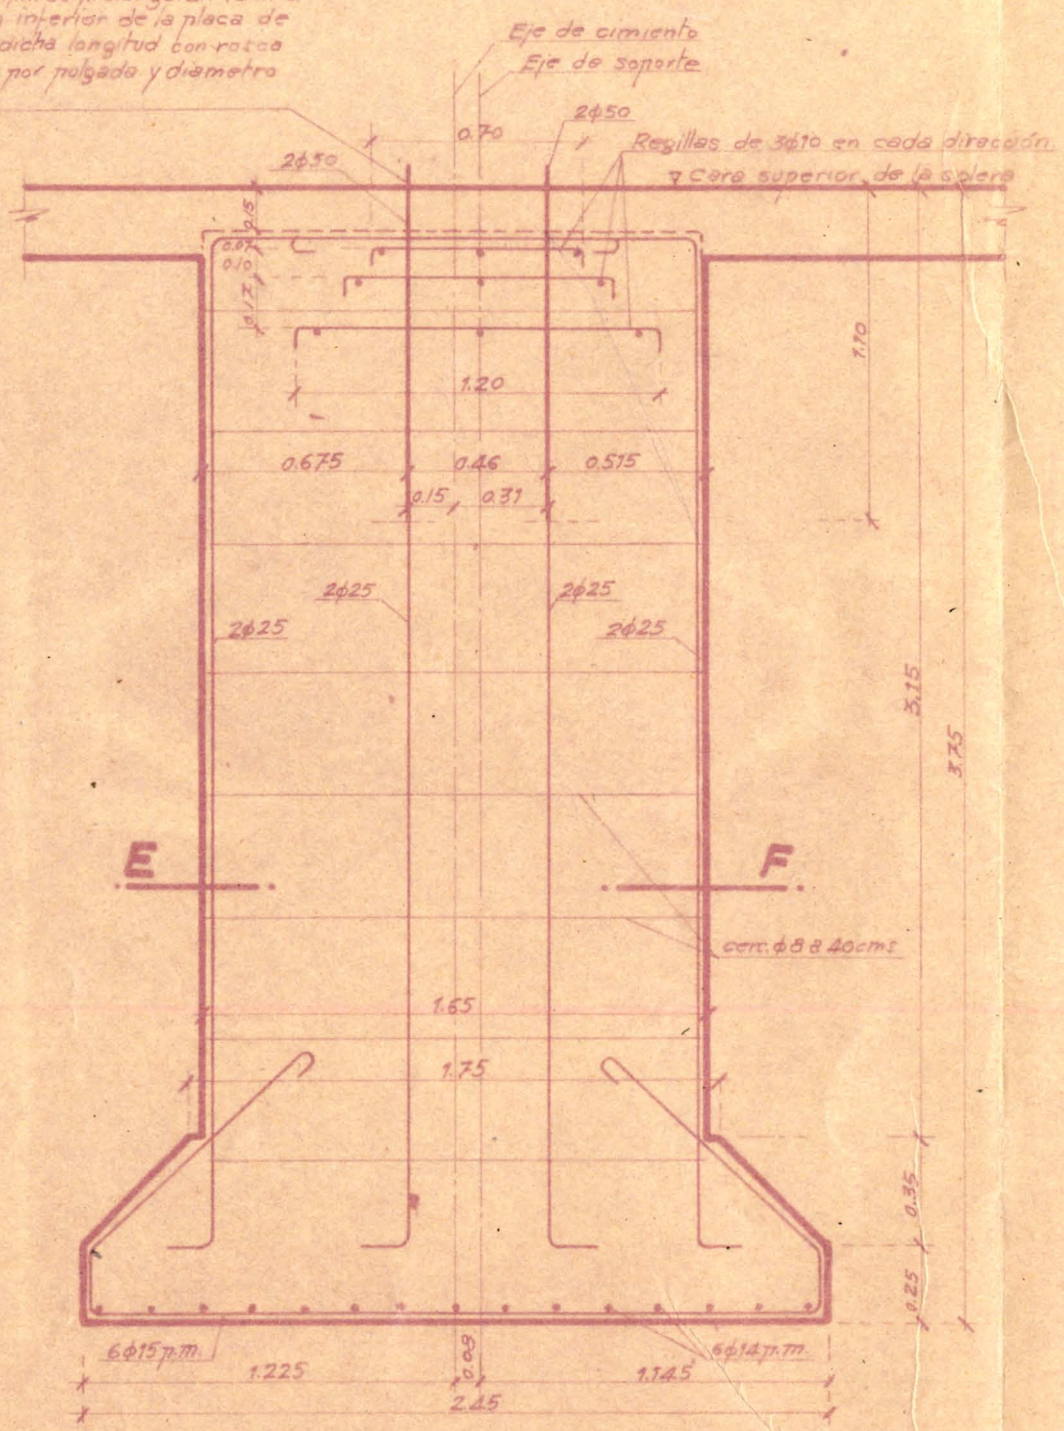 interior de la placa de
dicha longitud con rosca
por pulgada y diametro
Eje de cimiento
Eje de soporte
2ϕ50
0.70
2ϕ50
Regillas de 3ϕ10 en cada dirección
Cara superior de la solera
0.15
0.07
0.10
0.17
1.10
1.20
0.675
0.46
0.515
0.15
0.31
2ϕ25
2ϕ25
2ϕ25
2ϕ25
3.15
3.75
E
F
cerc. ϕ8 a 40cms
1.65
1.75
0.35
0.25
6ϕ15 p.m.
6ϕ14 p.m.
1.225
0.08
1.145
2.45